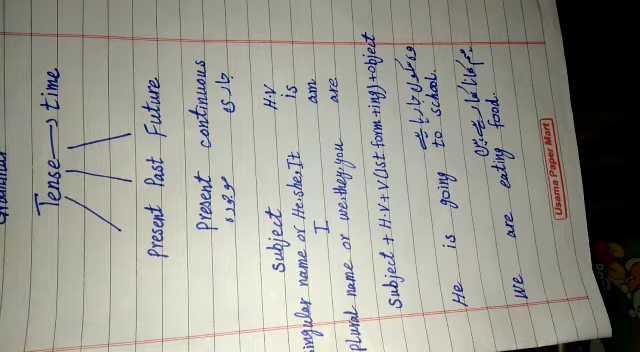 Grammar
Tense → time
Present Past Future
Present continuous
موجودہ جاری
Subject H.V
singular name or He, she, It is
I am
plural name or we, they, you are
Subject + H.V + V(1st form + ing) + object
وہ سکول جا رہا ہے
He is going to school.
ہم کھانا کھا رہے ہیں
We are eating food.
Usama Paper Mart